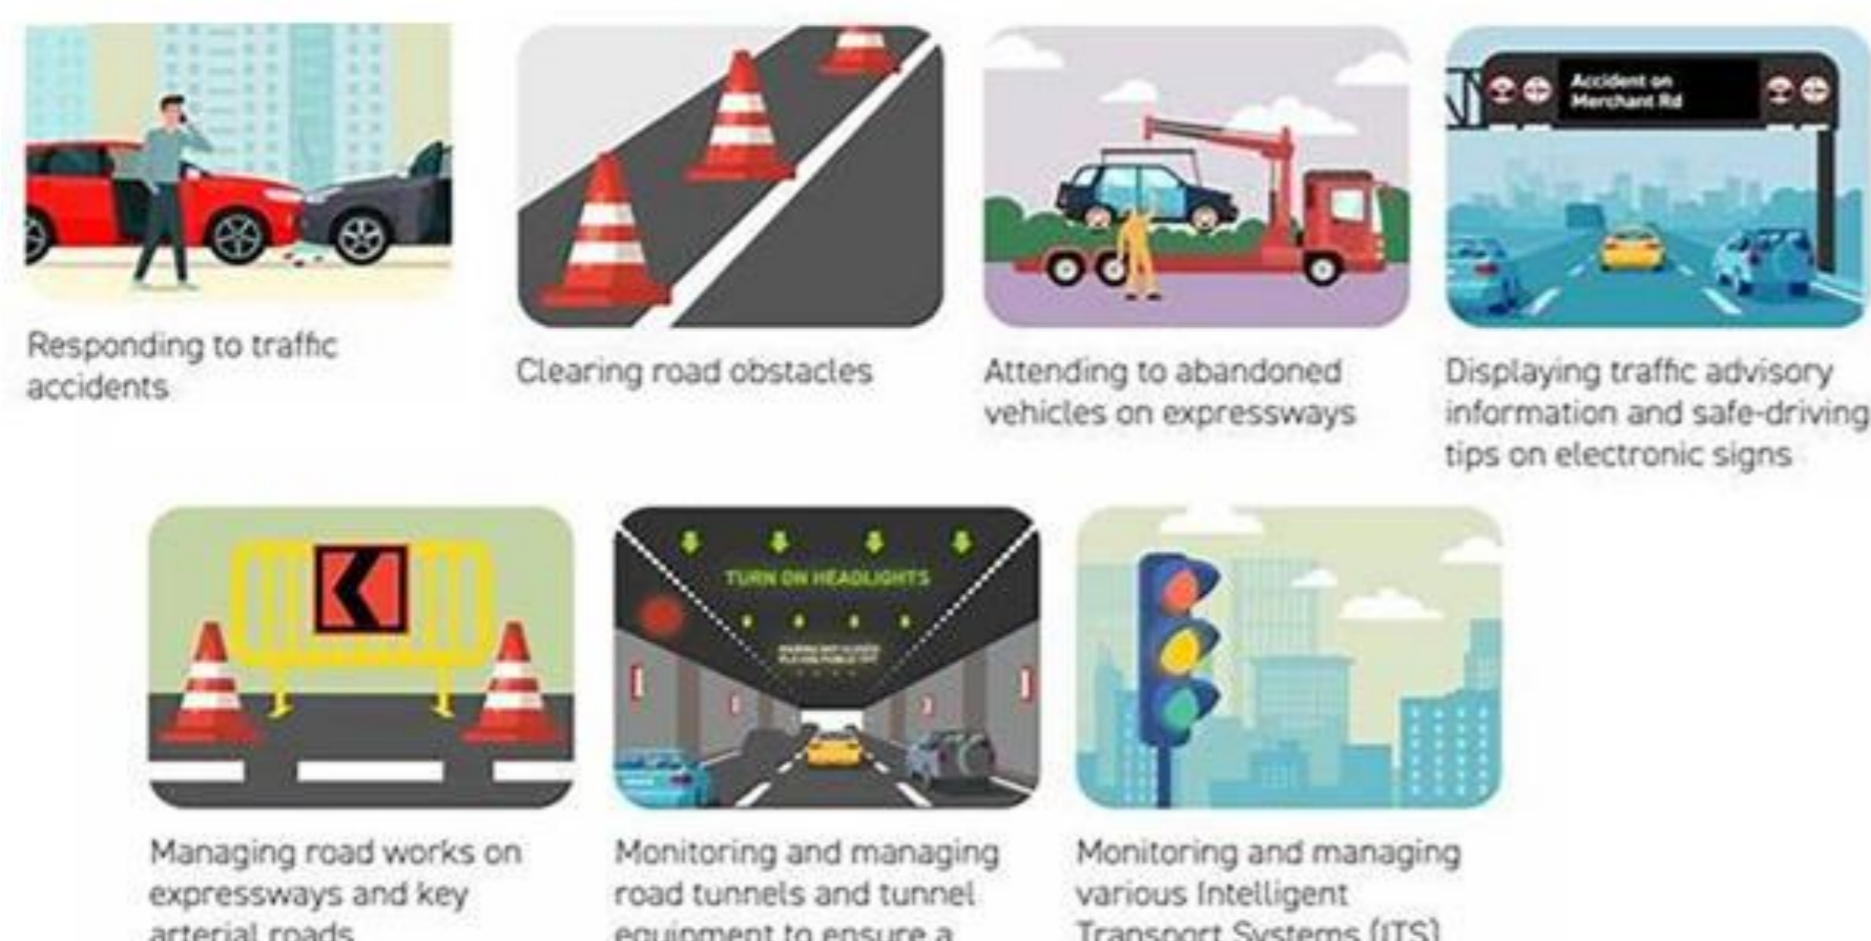 Accident on
Merchant Rd
Responding to traffic
accidents
Clearing road obstacles
Attending to abandoned
vehicles on expressways
Displaying traffic advisory
information and safe-driving
tips on electronic signs
TURN ON HEADLIGHTS
Managing road works on
expressways and key
arterial roads
Monitoring and managing
road tunnels and tunnel
equipment to ensure a
Monitoring and managing
various Intelligent
Transport Systems (ITS)